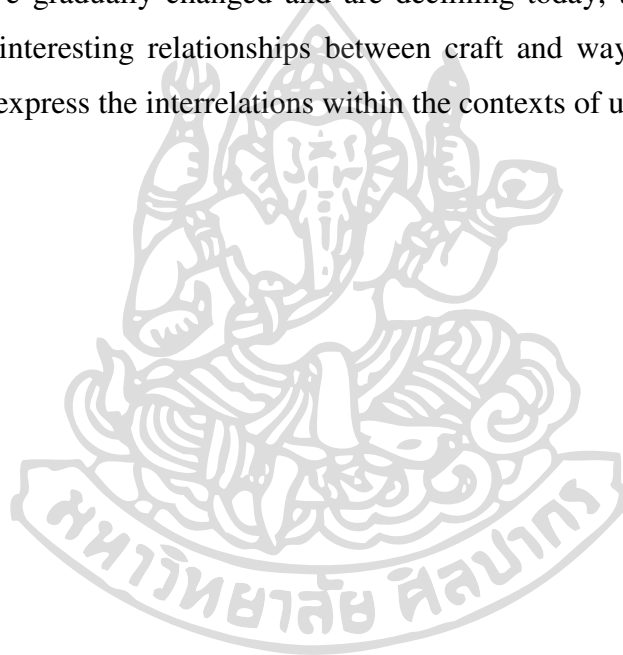 gradually changed and are declining today,
interesting relationships between craft and way
express the interrelations within the contexts of
มหาวิทยาลัย ศิลปากร